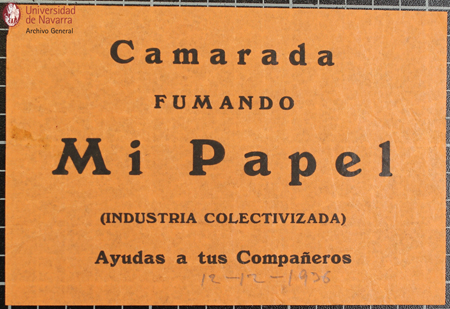 Universidad
de Navarra
Archivo General
Camarada
FUMANDO
Mi Papel
(INDUSTRIA COLECTIVIZADA)
Ayudas a tus Compañeros
12-12-1936